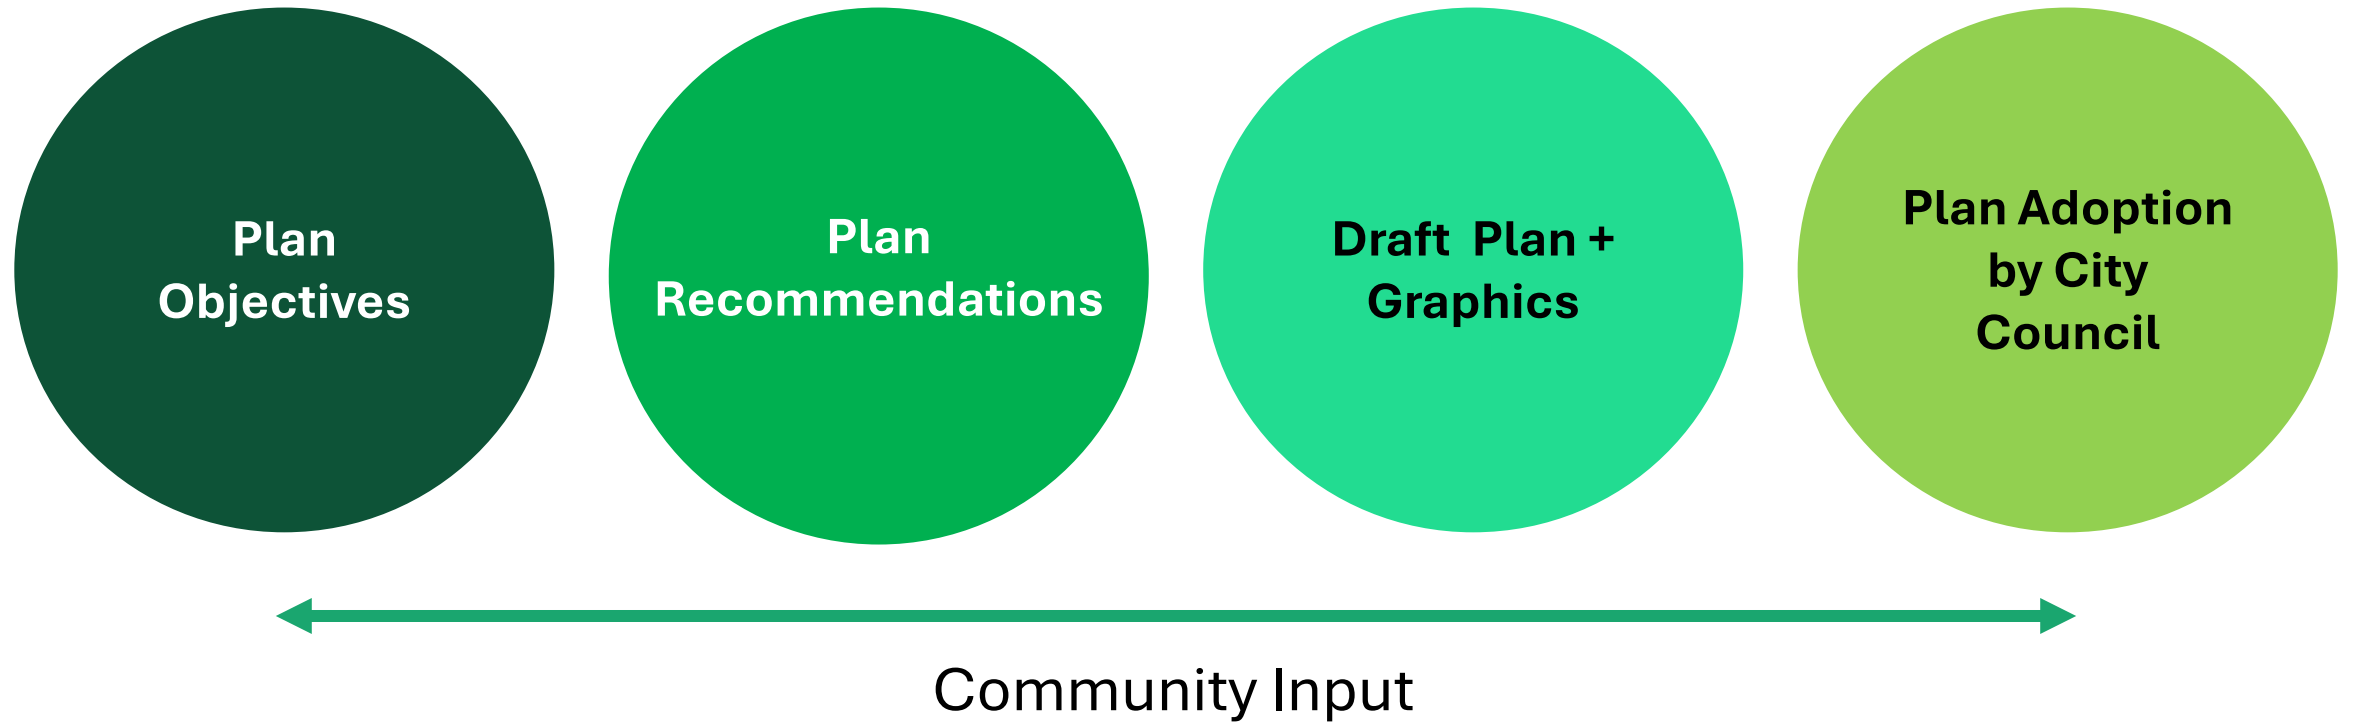 Plan
Objectives
Plan
Recommendations
Draft  Plan +
Graphics
Plan Adoption
by City
Council
Community Input